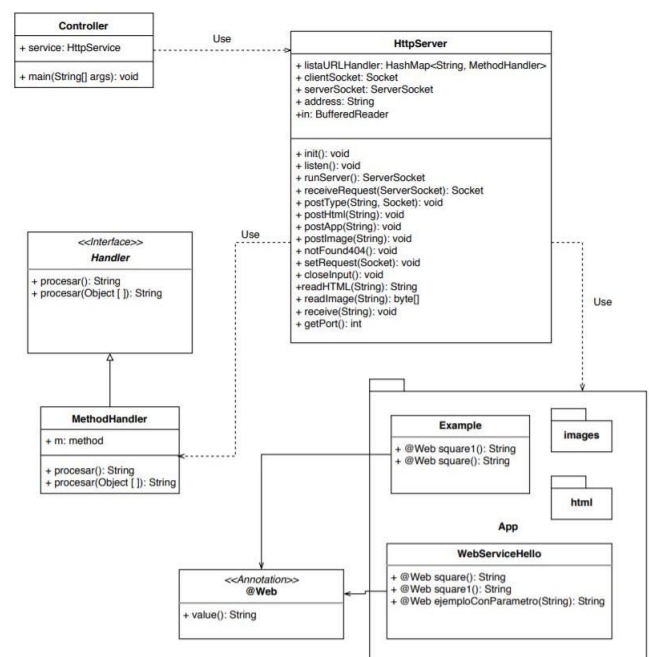 Controller
+ service: HttpService
+ main(String[] args): void
Use
HttpServer
+ listaURLHandler: HashMap<String, MethodHandler>
+ clientSocket: Socket
+ serverSocket: ServerSocket
+ address: String
+in: BufferedReader
+ init(): void
+ listen(): void
+ runServer(): ServerSocket
+ receiveRequest(ServerSocket): Socket
+ postType(String, Socket): void
+ postHtml(String): void
+ postApp(String): void
+ postImage(String): void
+ notFound404(): void
+ setRequest(Socket): void
+ closeInput(): void
+readHTML(String): String
+ readImage(String): byte[]
+ receive(String): void
+ getPort(): int
Use
Use
<<Interface>>
Handler
+ procesar(): String
+ procesar(Object [ ]): String
MethodHandler
+ m: method
+ procesar(): String
+ procesar(Object [ ]): String
Example
+ @Web square1(): String
+ @Web square(): String
images
html
App
WebServiceHello
+ @Web square(): String
+ @Web square1(): String
+ @Web ejemploConParametro(String): String
<<Annotation>>
@Web
+ value(): String